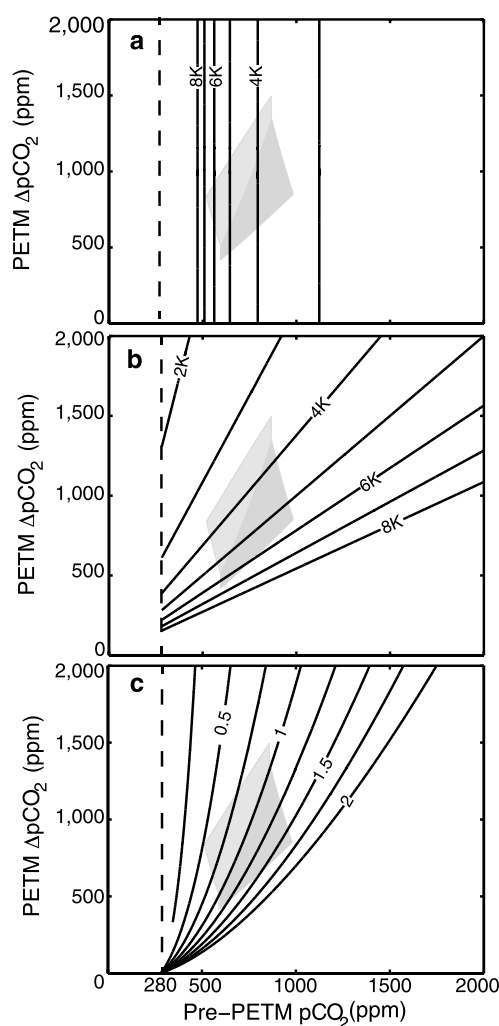 2,000
a
8K 6K 4K
1,500
1,000
500
0
PETM ΔpCO2 (ppm)
2,000
b
2K
4K
1,500
6K
1,000
8K
500
0
PETM ΔpCO2 (ppm)
2,000
c
0.5 1
1,500
1.5
2
1,000
500
0
PETM ΔpCO2 (ppm)
0 280 500 1000 1500 2000
Pre−PETM pCO2(ppm)